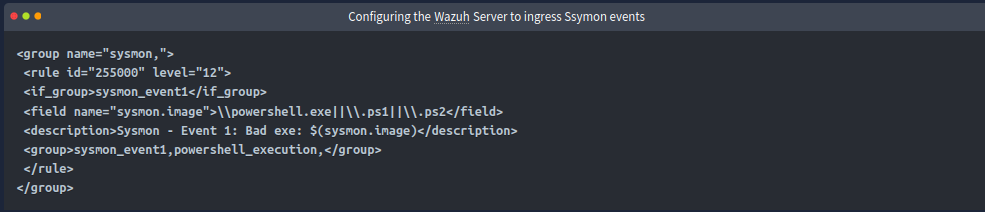 Configuring the Wazuh Server to ingress Ssymon events
<group name="sysmon,">
<rule id="255000" level="12">
<if_group>sysmon_event1</if_group>
<field name="sysmon.image">\\powershell.exe||\\.ps1||\\.ps2</field>
<description>Sysmon - Event 1: Bad exe: $(sysmon.image)</description>
<group>sysmon_event1,powershell_execution,</group>
</rule>
</group>